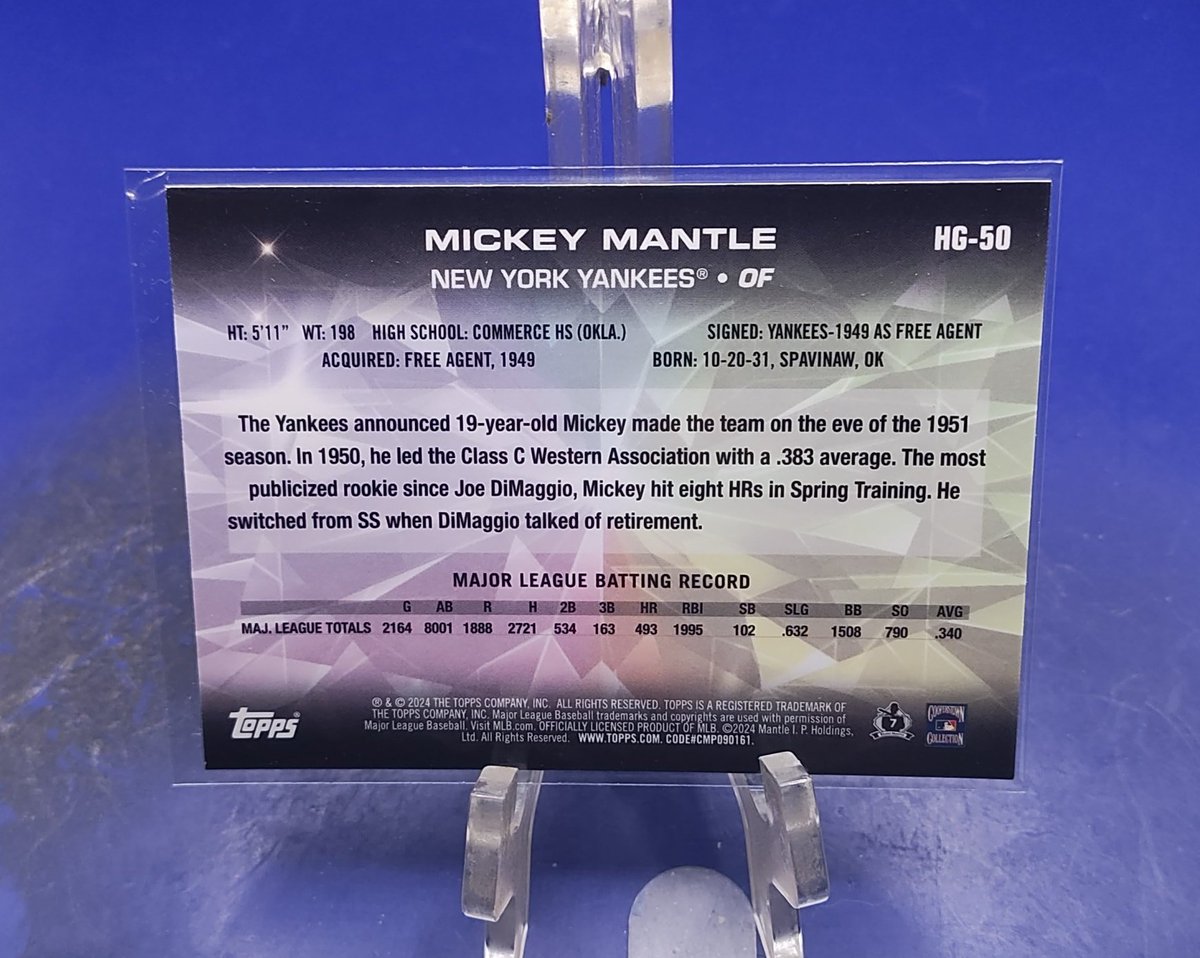 MICKEY MANTLE
HG-50
NEW YORK YANKEES® • OF
HT: 5'11" WT: 198 HIGH SCHOOL: COMMERCE HS (OKLA.) SIGNED: YANKEES-1949 AS FREE AGENT
ACQUIRED: FREE AGENT, 1949 BORN: 10-20-31, SPAVINAW, OK
The Yankees announced 19-year-old Mickey made the team on the eve of the 1951
season. In 1950, he led the Class C Western Association with a .383 average. The most
publicized rookie since Joe DiMaggio, Mickey hit eight HRs in Spring Training. He
switched from SS when DiMaggio talked of retirement.
MAJOR LEAGUE BATTING RECORD
G AB R H 2B 3B HR RBI SB SLG BB SO AVG
MAJ. LEAGUE TOTALS 2164 8001 1888 2721 534 163 493 1995 102 .632 1508 790 .340
Topps®
® & © 2024 THE TOPPS COMPANY, INC. ALL RIGHTS RESERVED. TOPPS IS A REGISTERED TRADEMARK OF
THE TOPPS COMPANY, INC. Major League Baseball trademarks and copyrights are used with permission of
Major League Baseball. Visit MLB.com. OFFICIALLY LICENSED PRODUCT OF MLB. ©2024 Mantle I. P. Holdings,
Ltd. All Rights Reserved. WWW.TOPPS.COM. CODE#CMP090161.
7
COOPERSTOWN
COLLECTION